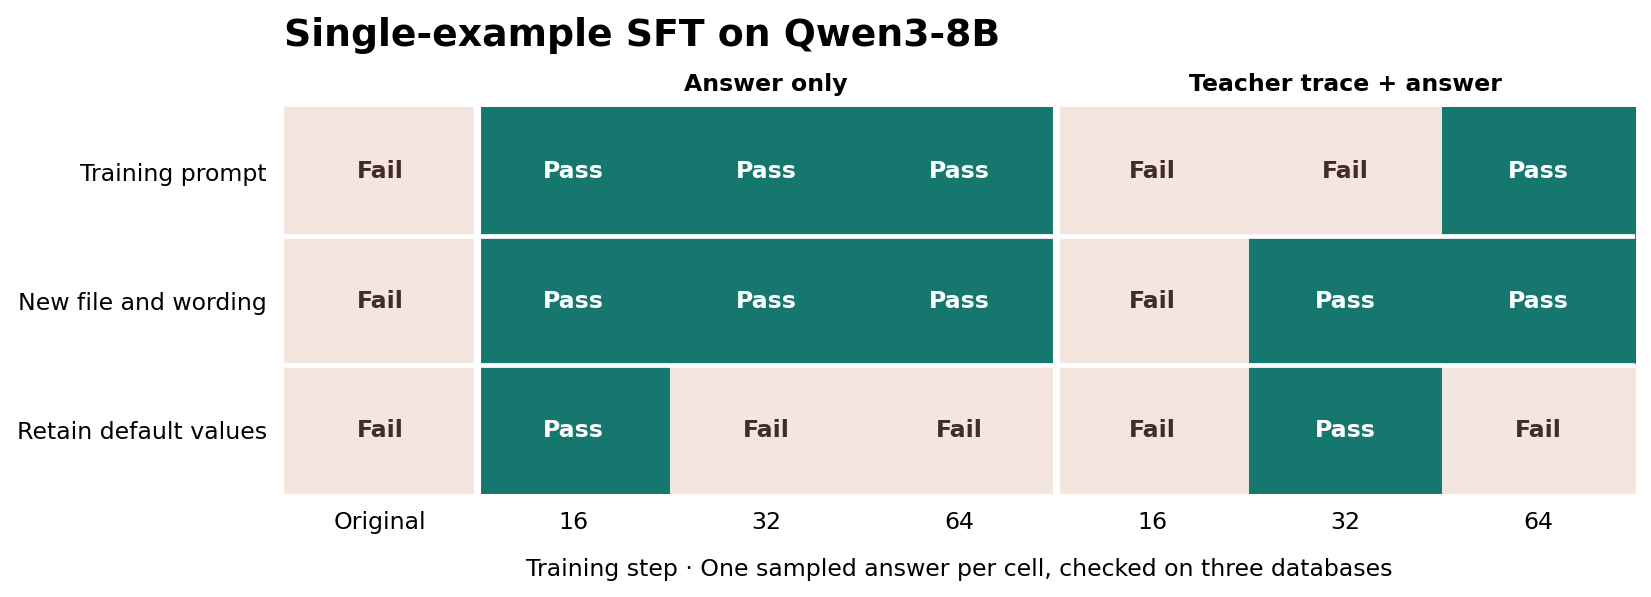 Single-example SFT on Qwen3-8B
Answer only Teacher trace + answer
Training prompt Fail Pass Pass Pass Fail Fail Pass
New file and wording Fail Pass Pass Pass Fail Pass Pass
Retain default values Fail Pass Fail Fail Fail Pass Fail
Original 16 32 64 16 32 64
Training step · One sampled answer per cell, checked on three databases